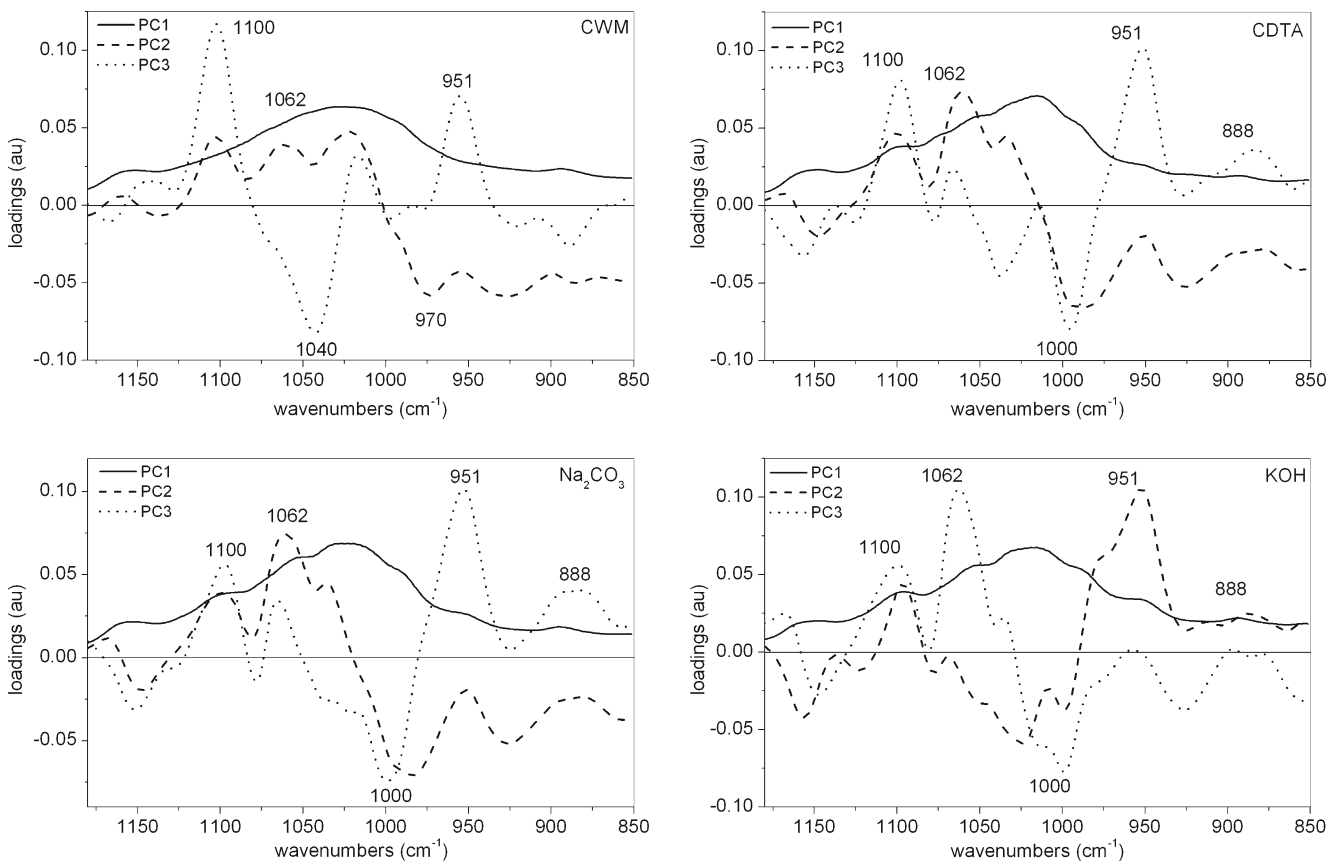 CWM
PC1
PC2
PC3
1100
1062
951
1040
970
0.10
0.05
0.00
-0.05
-0.10
loadings (au)
1150 1100 1050 1000 950 900 850
wavenumbers (cm-1)
CDTA
PC1
PC2
PC3
1100
1062
951
888
1000
0.10
0.05
0.00
-0.05
-0.10
loadings (au)
1150 1100 1050 1000 950 900 850
wavenumbers (cm-1)
Na2CO3
PC1
PC2
PC3
1100
1062
951
888
1000
0.10
0.05
0.00
-0.05
loadings (au)
1150 1100 1050 1000 950 900 850
wavenumbers (cm-1)
KOH
PC1
PC2
PC3
1100
1062
951
888
1000
0.10
0.05
0.00
-0.05
-0.10
loadings (au)
1150 1100 1050 1000 950 900 850
wavenumbers (cm-1)